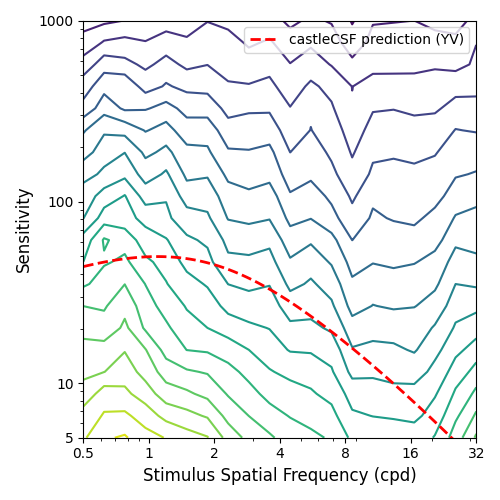 1000
castleCSF prediction (YV)
100
10
5
Sensitivity
0.5 1 2 4 8 16 32
Stimulus Spatial Frequency (cpd)